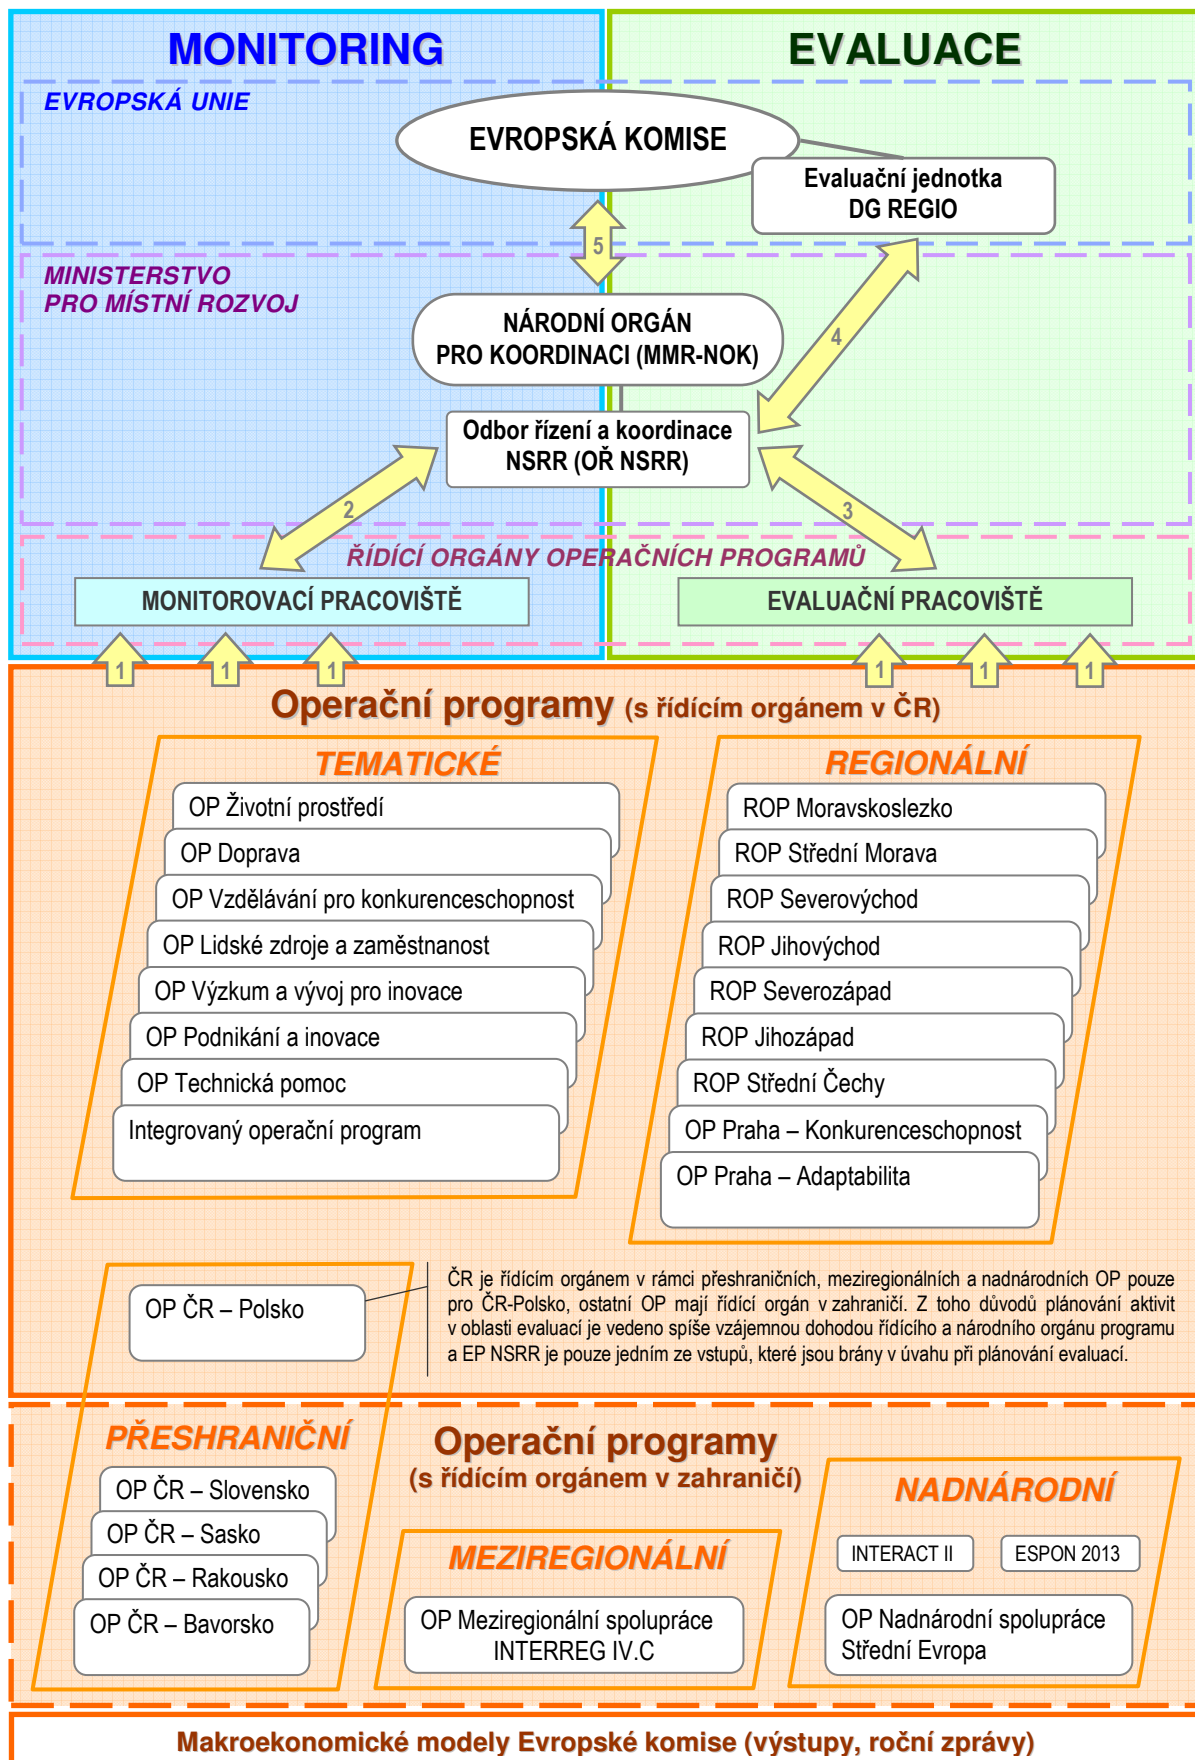 MONITORING
EVALUACE
EVROPSKÁ UNIE
EVROPSKÁ KOMISE
Evaluační jednotka
DG REGIO
5
MINISTERSTVO
PRO MÍSTNÍ ROZVOJ
NÁRODNÍ ORGÁN
PRO KOORDINACI (MMR-NOK)
4
Odbor řízení a koordinace
NSRR (OŘ NSRR)
2
3
ŘÍDÍCÍ ORGÁNY OPERAČNÍCH PROGRAMŮ
MONITOROVACÍ PRACOVIŠTĚ
EVALUAČNÍ PRACOVIŠTĚ
1
1
1
1
1
1
Operační programy (s řídícím orgánem v ČR)
TEMATICKÉ
OP Životní prostředí
OP Doprava
OP Vzdělávání pro konkurenceschopnost
OP Lidské zdroje a zaměstnanost
OP Výzkum a vývoj pro inovace
OP Podnikání a inovace
OP Technická pomoc
Integrovaný operační program
REGIONÁLNÍ
ROP Moravskoslezko
ROP Střední Morava
ROP Severovýchod
ROP Jihovýchod
ROP Severozápad
ROP Jihozápad
ROP Střední Čechy
OP Praha – Konkurenceschopnost
OP Praha – Adaptabilita
OP ČR – Polsko
ČR je řídícím orgánem v rámci přeshraničních, meziregionálních a nadnárodních OP pouze
pro ČR-Polsko, ostatní OP mají řídící orgán v zahraničí. Z toho důvodů plánování aktivit
v oblasti evaluací je vedeno spíše vzájemnou dohodou řídícího a národního orgánu programu
a EP NSRR je pouze jedním ze vstupů, které jsou brány v úvahu při plánování evaluací.
PŘESHRANIČNÍ
OP ČR – Slovensko
OP ČR – Sasko
OP ČR – Rakousko
OP ČR – Bavorsko
Operační programy
(s řídícím orgánem v zahraničí)
MEZIREGIONÁLNÍ
OP Meziregionální spolupráce
INTERREG IV.C
NADNÁRODNÍ
INTERACT II
ESPON 2013
OP Nadnárodní spolupráce
Střední Evropa
Makroekonomické modely Evropské komise (výstupy, roční zprávy)